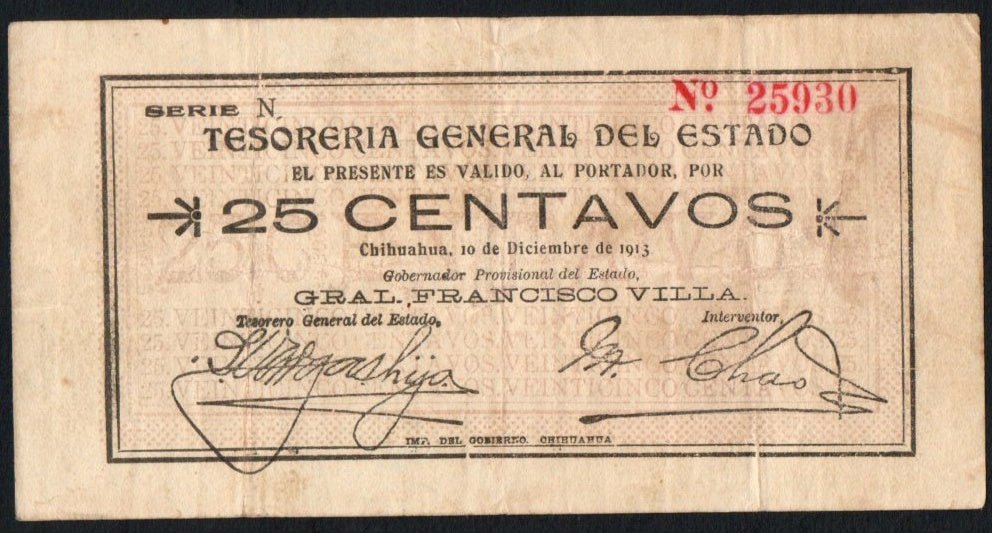 SERIE N. Nº 25930
TESORERIA GENERAL DEL ESTADO
EL PRESENTE ES VALIDO, AL PORTADOR, POR
25 CENTAVOS
Chihuahua, 10 de Diciembre de 1913
Gobernador Provisional del Estado,
GRAL. FRANCISCO VILLA.
Tesorero General del Estado, Interventor,
M. Chao
IMP. DEL GOBIERNO. CHIHUAHUA